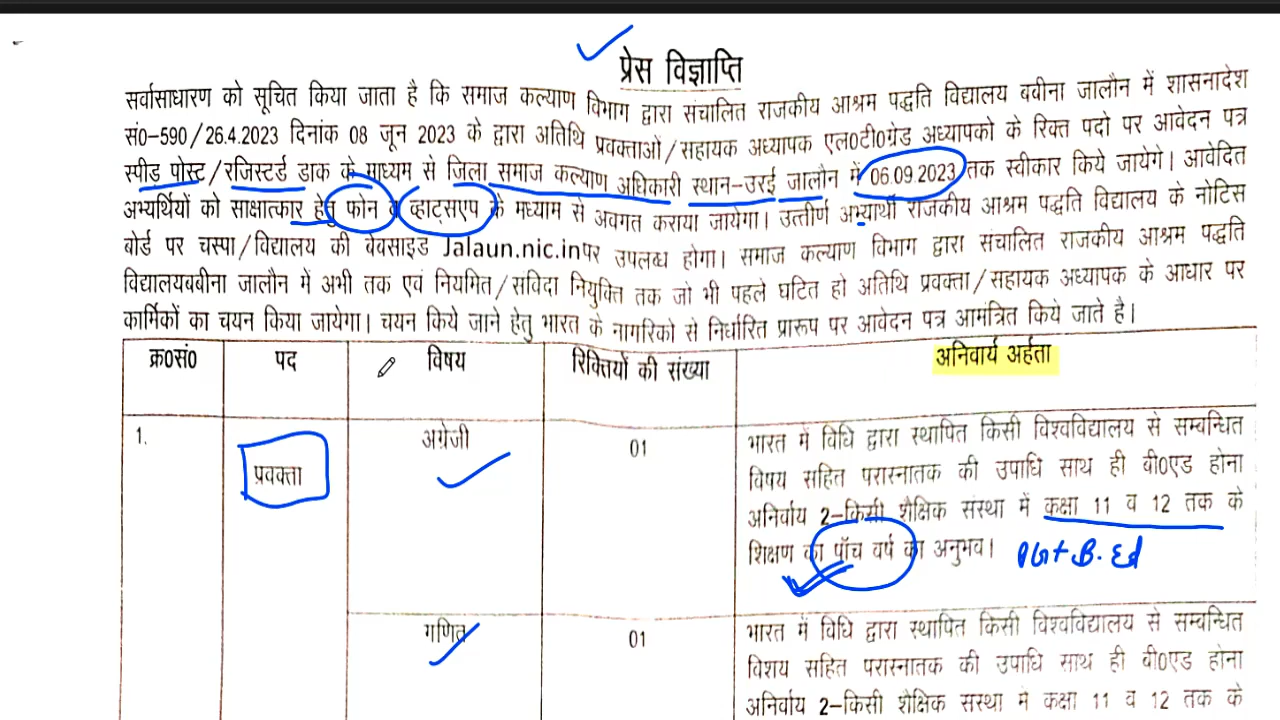 प्रेस विज्ञाप्ति
सर्वासाधारण को सूचित किया जाता है कि समाज कल्याण विभाग द्वारा संचालित राजकीय आश्रम पद्धति विद्यालय बबीना जालौन में शासनादेश
सं0-590/26.4.2023 दिनांक 08 जून 2023 के द्वारा अतिथि प्रवक्ताओं/सहायक अध्यापक एल0टी0ग्रेड अध्यापको के रिक्त पदो पर आवेदन पत्र
स्पीड पोस्ट/रजिस्टर्ड डाक के माध्यम से जिला समाज कल्याण अधिकारी स्थान-उरई जालौन में 06.09.2023 तक स्वीकार किये जायेगे। आवेदित
अभ्यर्थियों को साक्षात्कार हेतु फोन व व्हाट्सएप के मध्याम से अवगत कराया जायेगा। उत्तीर्ण अभ्यार्थी राजकीय आश्रम पद्धति विद्यालय के नोटिस
बोर्ड पर चस्पा/विद्यालय की बेवसाइड Jalaun.nic.inपर उपलब्ध होगा। समाज कल्याण विभाग द्वारा संचालित राजकीय आश्रम पद्धति
विद्यालयबबीना जालौन में अभी तक एवं नियमित/संविदा नियुक्ति तक जो भी पहले घटित हो अतिथि प्रवक्ता/सहायक अध्यापक के आधार पर
कार्मिकों का चयन किया जायेगा। चयन किये जाने हेतु भारत के नागरिको से निर्धारित प्रारूप पर आवेदन पत्र आमंत्रित किये जाते है।
क्र0सं0 पद विषय रिक्तियों की संख्या अनिवार्य अर्हता
1. प्रवक्ता अग्रेजी 01 भारत में विधि द्वारा स्थापित किसी विश्वविद्यालय से सम्बन्धित
विषय सहित परास्नातक की उपाधि साथ ही बी0एड होना
अनिर्वाय 2-किसी शैक्षिक संस्था में कक्षा 11 व 12 तक के
शिक्षण का पॉच वर्ष का अनुभव। PG+ B. Ed
गणित 01 भारत में विधि द्वारा स्थापित किसी विश्वविद्यालय से सम्बन्धित
विशय सहित परास्नातक की उपाधि साथ ही बी0एड होना
अनिर्वाय 2-किसी शैक्षिक संस्था में कक्षा 11 व 12 तक के